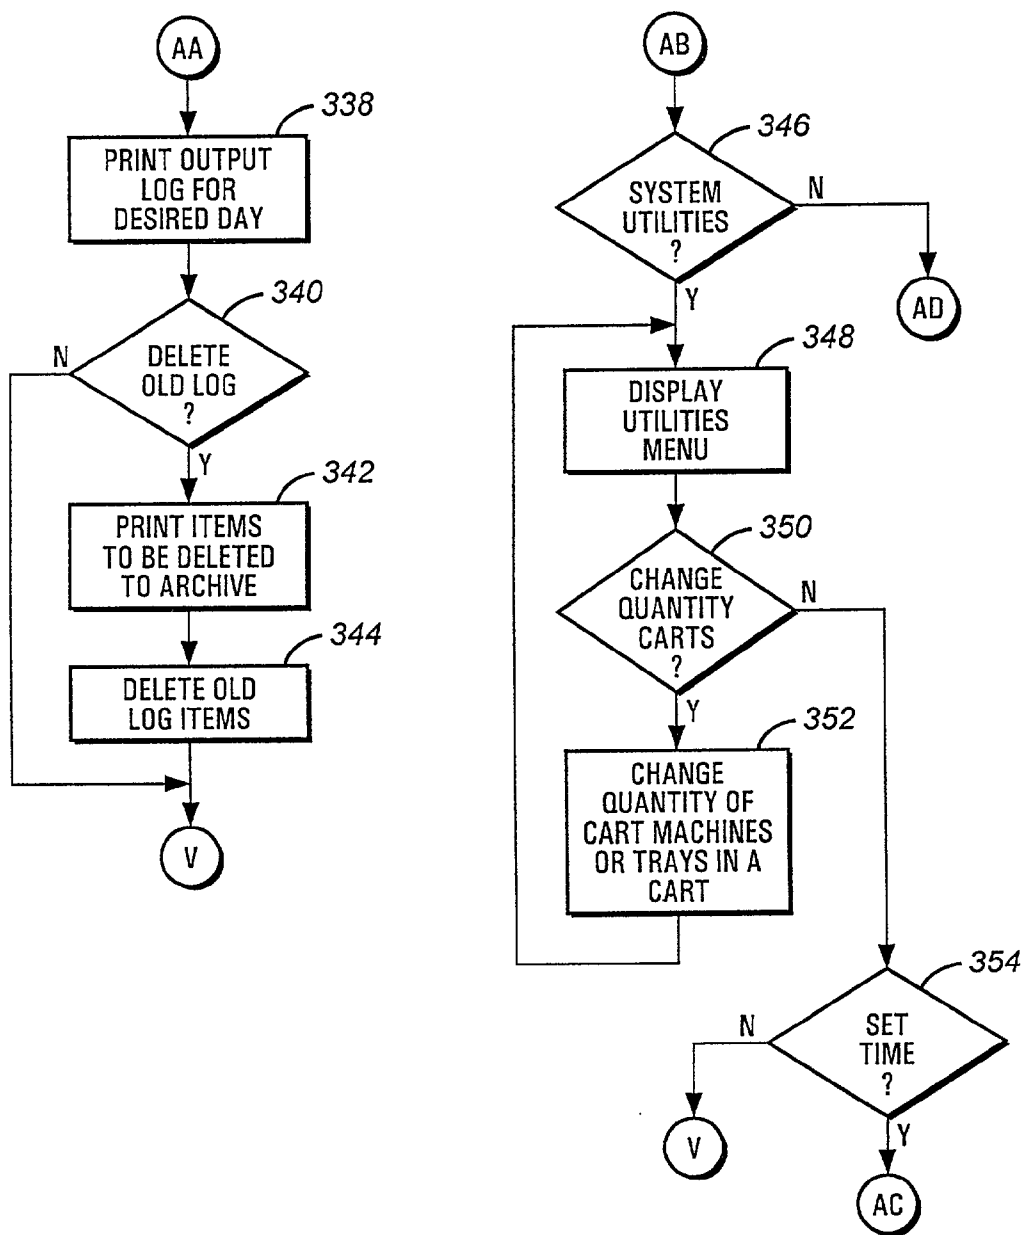 AA
338
PRINT OUTPUT
LOG FOR
DESIRED DAY
340
N
DELETE
OLD LOG
?
Y
342
PRINT ITEMS
TO BE DELETED
TO ARCHIVE
344
DELETE OLD
LOG ITEMS
V
AB
346
SYSTEM
UTILITIES
?
N
AD
Y
348
DISPLAY
UTILITIES
MENU
350
CHANGE
QUANTITY
CARTS
?
N
Y
352
CHANGE
QUANTITY OF
CART MACHINES
OR TRAYS IN A
CART
354
SET
TIME
?
N
V
Y
AC